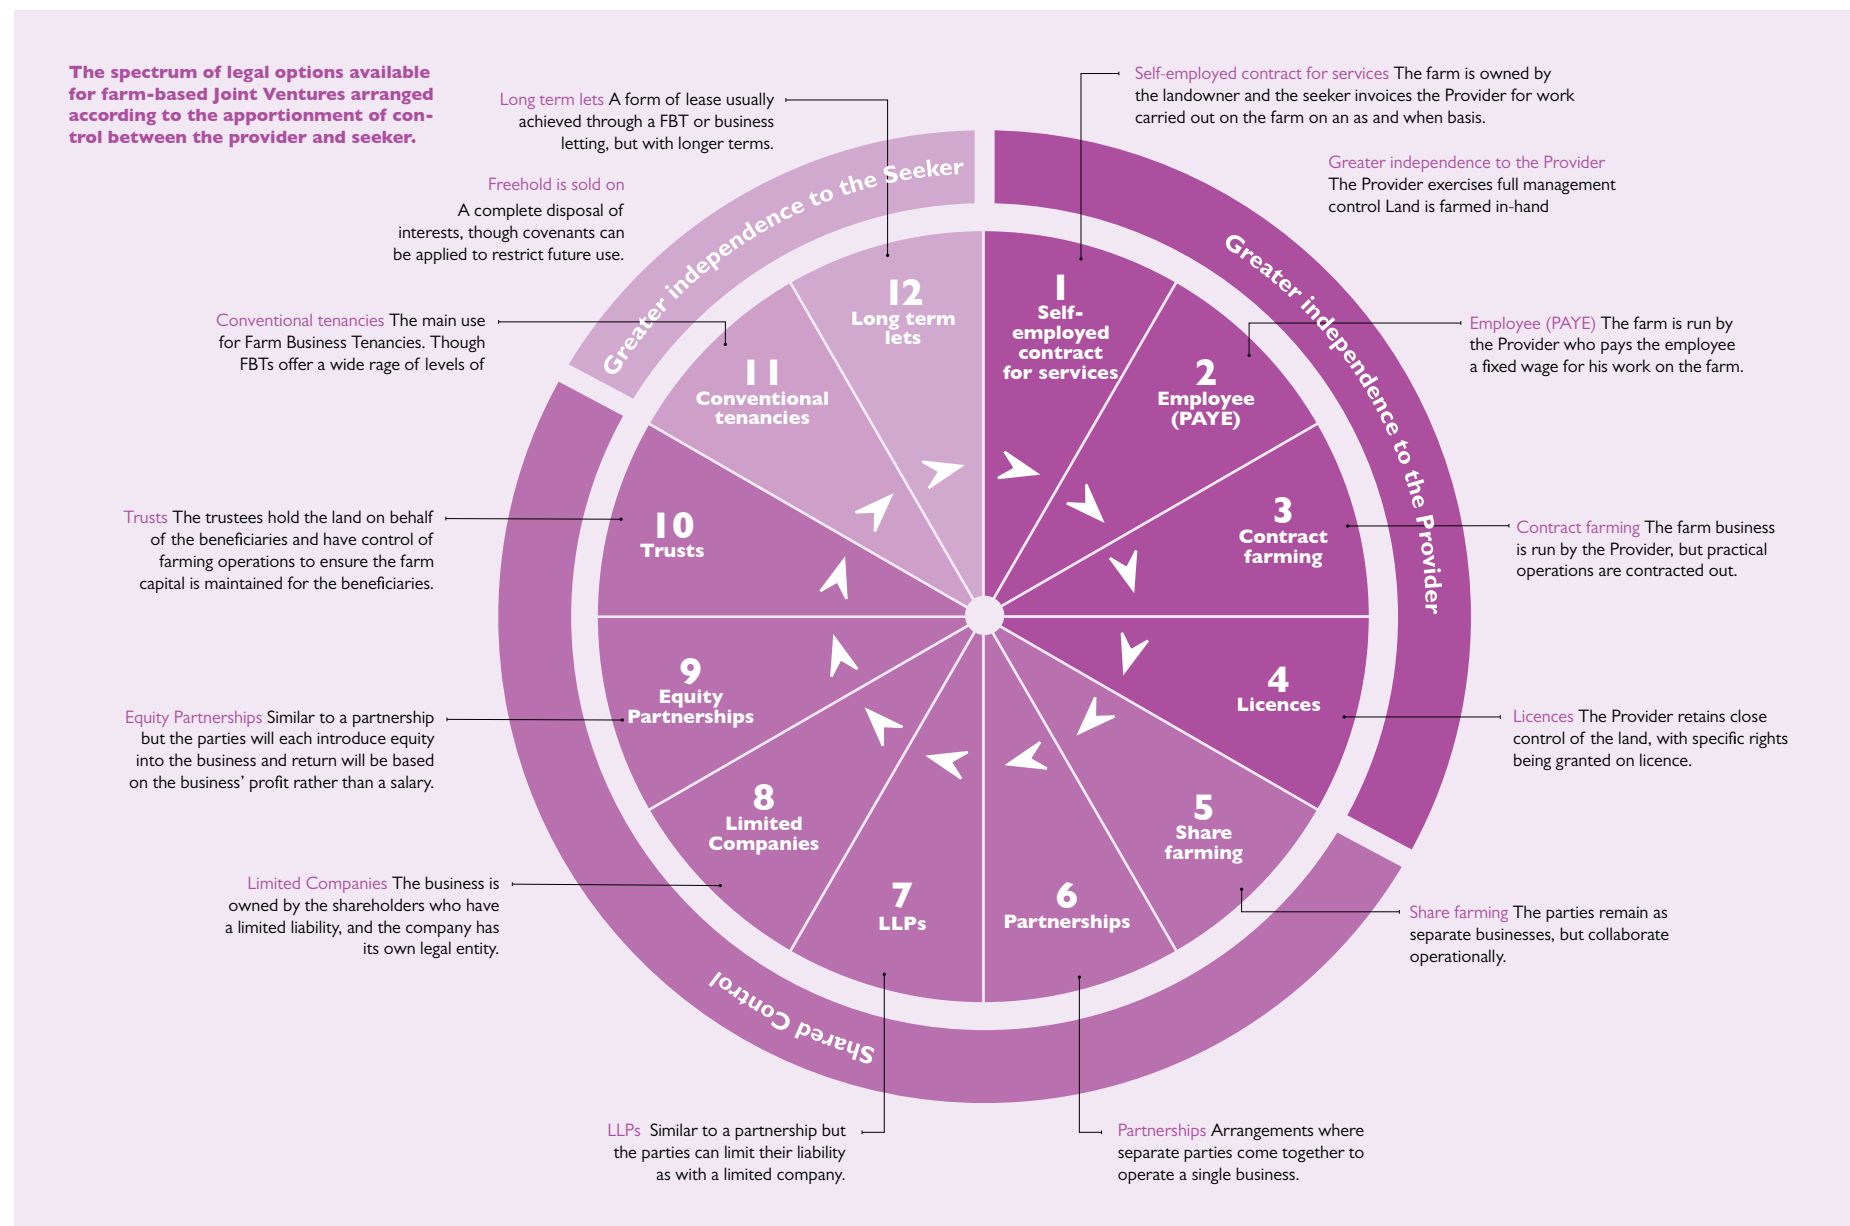 The spectrum of legal options available
for farm-based Joint Ventures arranged
according to the apportionment of con-
trol between the provider and seeker.
Long term lets A form of lease usually
achieved through a FBT or business
letting, but with longer terms.
Freehold is sold on
A complete disposal of
interests, though covenants can
be applied to restrict future use.
Conventional tenancies The main use
for Farm Business Tenancies. Though
FBTs offer a wide rage of levels of
Trusts The trustees hold the land on behalf
of the beneficiaries and have control of
farming operations to ensure the farm
capital is maintained for the beneficiaries.
Equity Partnerships Similar to a partnership
but the parties will each introduce equity
into the business and return will be based
on the business’ profit rather than a salary.
Limited Companies The business is
owned by the shareholders who have
a limited liability, and the company has
its own legal entity.
LLPs Similar to a partnership but
the parties can limit their liability
as with a limited company.
Self-employed contract for services The farm is owned by
the landowner and the seeker invoices the Provider for work
carried out on the farm on an as and when basis.
Greater independence to the Provider
The Provider exercises full management
control Land is farmed in-hand
Employee (PAYE) The farm is run by
the Provider who pays the employee
a fixed wage for his work on the farm.
Contract farming The farm business
is run by the Provider, but practical
operations are contracted out.
Licences The Provider retains close
control of the land, with specific rights
being granted on licence.
Share farming The parties remain as
separate businesses, but collaborate
operationally.
Partnerships Arrangements where
separate parties come together to
operate a single business.
Greater independence to the Seeker
Greater independence to the Provider
Shared Control
1
Self-
employed
contract
for services
2
Employee
(PAYE)
3
Contract
farming
4
Licences
5
Share
farming
6
Partnerships
7
LLPs
8
Limited
Companies
9
Equity
Partnerships
10
Trusts
11
Conventional
tenancies
12
Long term
lets